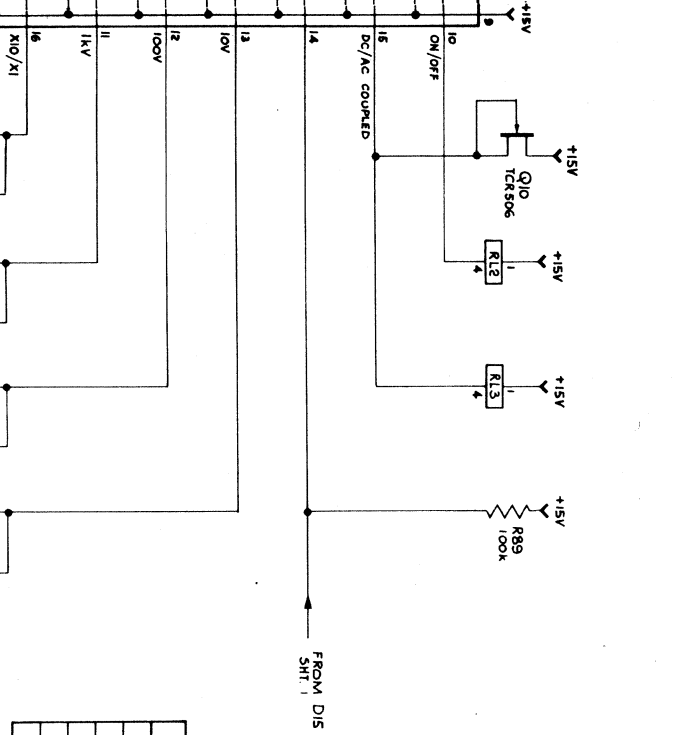 +15V
9
16
X10/X1
11
1kV
12
100V
13
10V
14
15
DC/AC COUPLED
10
ON/OFF
+15V
Q10
TCR506
+15V
1
RL2
4
+15V
1
RL3
4
+15V
R89
100k
FROM D15
SHT. 1